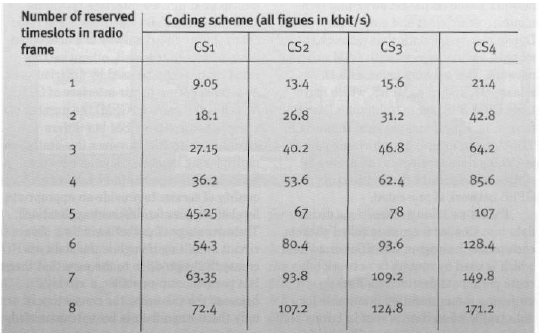 Number of reserved timeslots in radio frame Coding scheme (all figues in kbit/s)
CS1 CS2 CS3 CS4
1 9.05 13.4 15.6 21.4
2 18.1 26.8 31.2 42.8
3 27.15 40.2 46.8 64.2
4 36.2 53.6 62.4 85.6
5 45.25 67 78 107
6 54.3 80.4 93.6 128.4
7 63.35 93.8 109.2 149.8
8 72.4 107.2 124.8 171.2